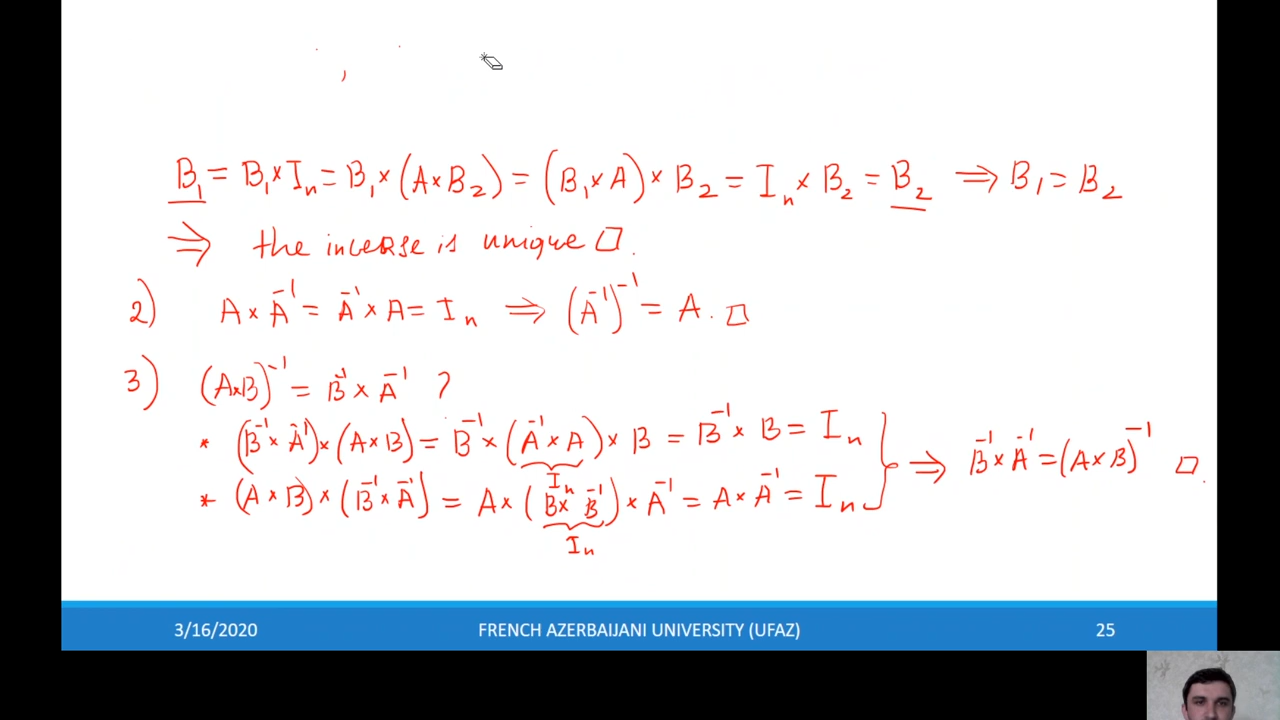 B₁ = B₁ × Iₙ = B₁ × (A × B₂) = (B₁ × A) × B₂ = Iₙ × B₂ = B₂ ⇒ B₁ = B₂
⇒ the inverse is unique □.
2) A × A⁻¹ = A⁻¹ × A = Iₙ ⇒ (A⁻¹)⁻¹ = A. □
3) (A×B)⁻¹ = B⁻¹ × A⁻¹ ?
* (B⁻¹ × A⁻¹) × (A × B) = B⁻¹ × (A⁻¹ × A) × B = B⁻¹ × B = Iₙ
Iₙ
⇒ B⁻¹ × A⁻¹ = (A × B)⁻¹ □.
* (A × B) × (B⁻¹ × A⁻¹) = A × (B × B⁻¹) × A⁻¹ = A × A⁻¹ = Iₙ
Iₙ
3/16/2020 FRENCH AZERBAIJANI UNIVERSITY (UFAZ) 25